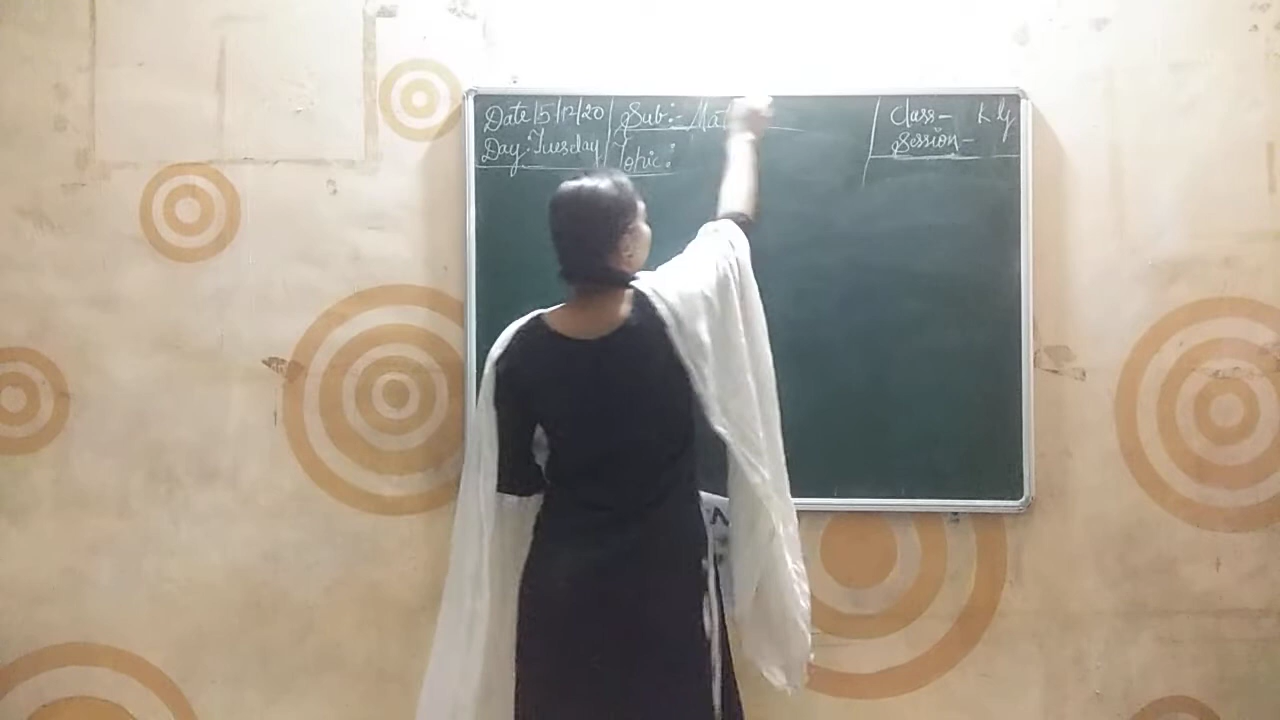 Date 15/12/20 Sub:- Mat
Day: Tuesday Topic:
Class- K G
Session-